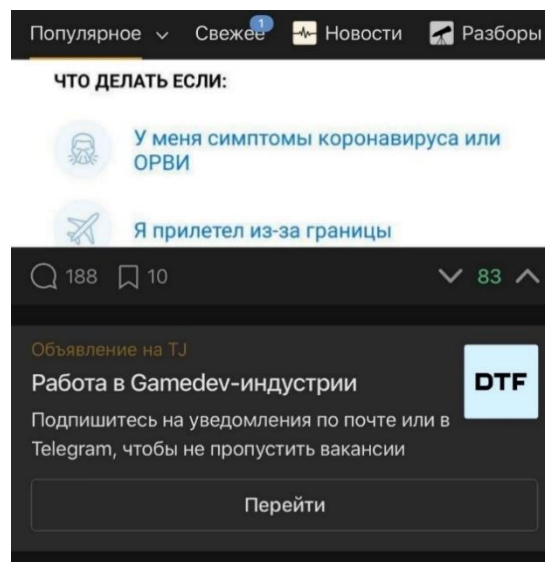 Популярное Свежее 1 Новости Разборы
ЧТО ДЕЛАТЬ ЕСЛИ:
У меня симптомы коронавируса или
ОРВИ
Я прилетел из-за границы
188 10 83
Объявление на TJ
Работа в Gamedev-индустрии
DTF
Подпишитесь на уведомления по почте или в
Telegram, чтобы не пропустить вакансии
Перейти